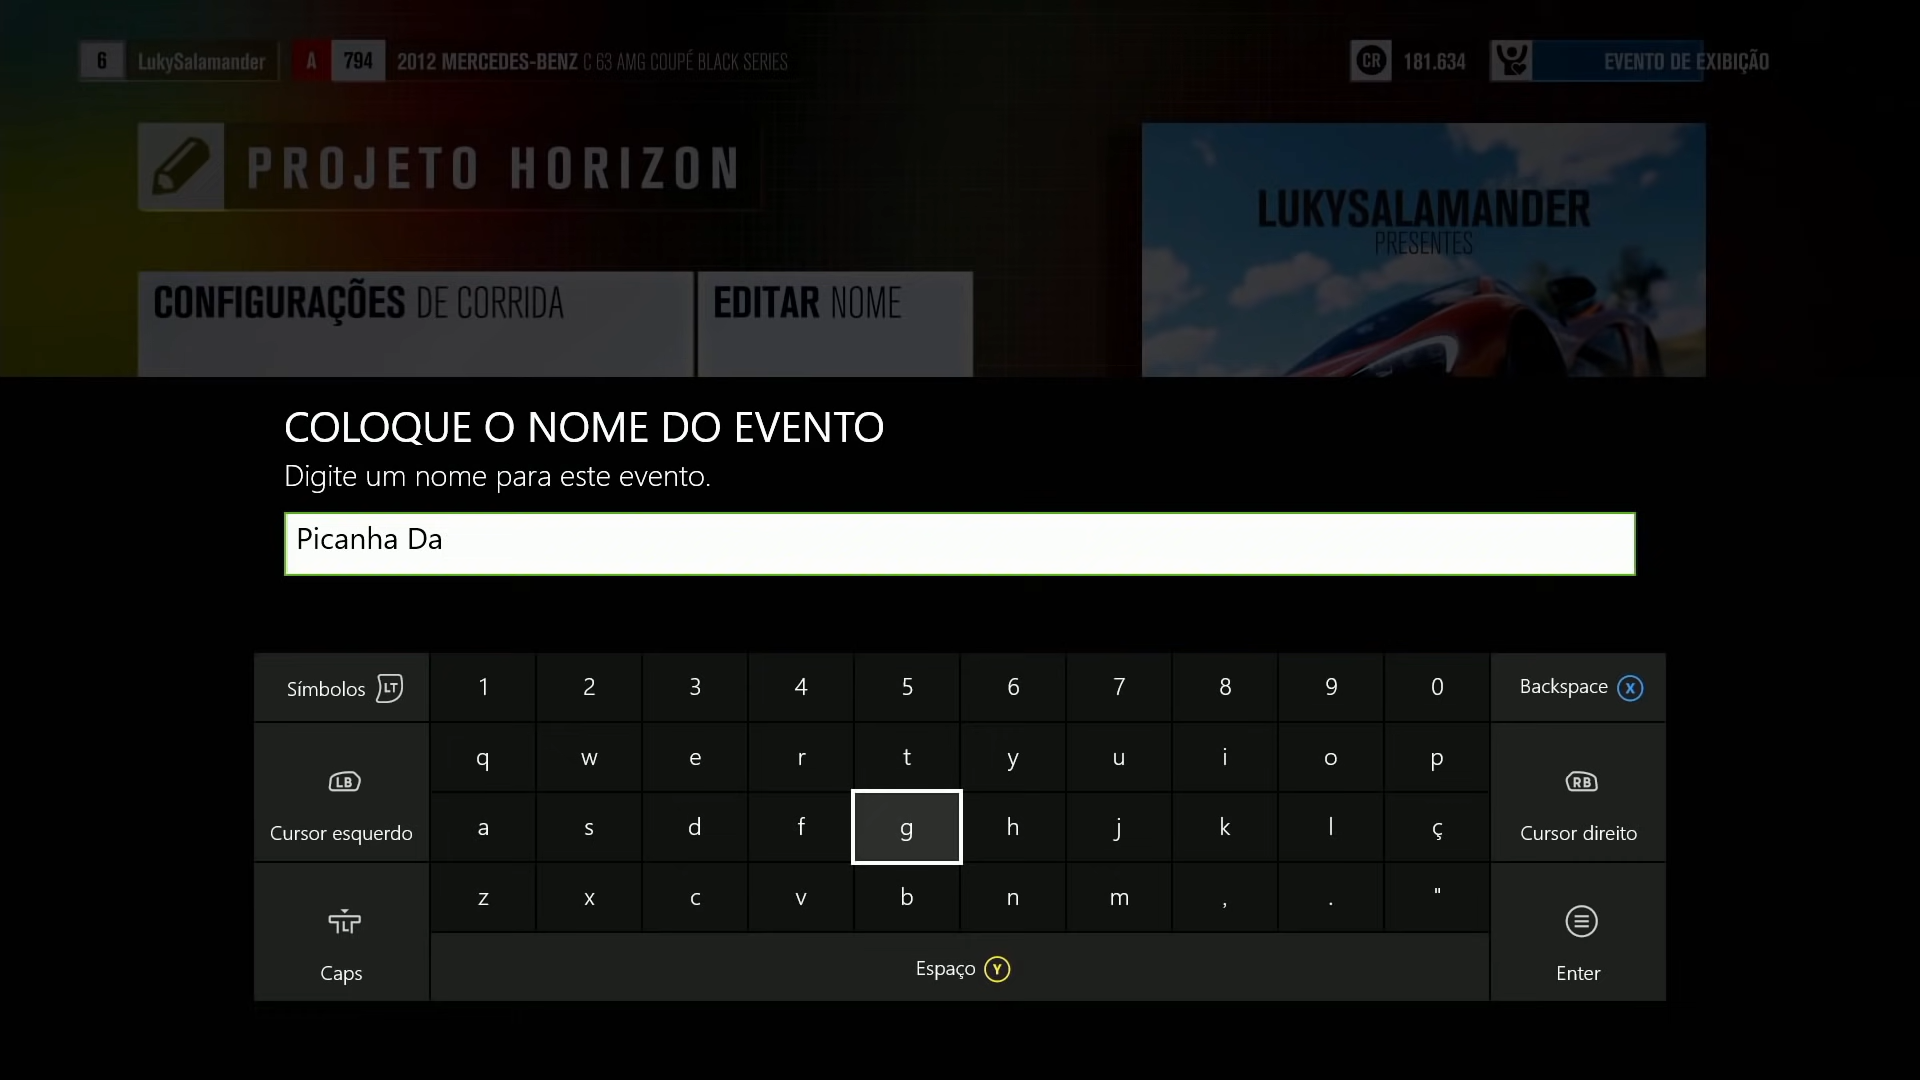 6 LukySalamander A 794 2012 MERCEDES-BENZ C 63 AMG COUPÉ BLACK SERIES CR 181.634 EVENTO DE EXIBIÇÃO
PROJETO HORIZON
LUKYSALAMANDER
PRESENTES
CONFIGURAÇÕES DE CORRIDA
EDITAR NOME
COLOQUE O NOME DO EVENTO
Digite um nome para este evento.
Picanha Da
Símbolos LT 1 2 3 4 5 6 7 8 9 0 Backspace X
q w e r t y u i o p
LB RB
Cursor esquerdo a s d f g h j k l ç Cursor direito
z x c v b n m , . "
Caps Espaço Y Enter